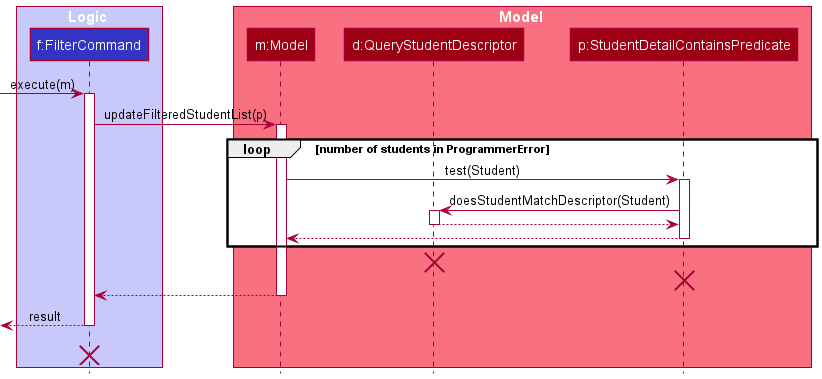 Logic
Model
f:FilterCommand
m:Model
d:QueryStudentDescriptor
p:StudentDetailContainsPredicate
execute(m)
updateFilteredStudentList(p)
loop
[number of students in ProgrammerError]
test(Student)
doesStudentMatchDescriptor(Student)
result